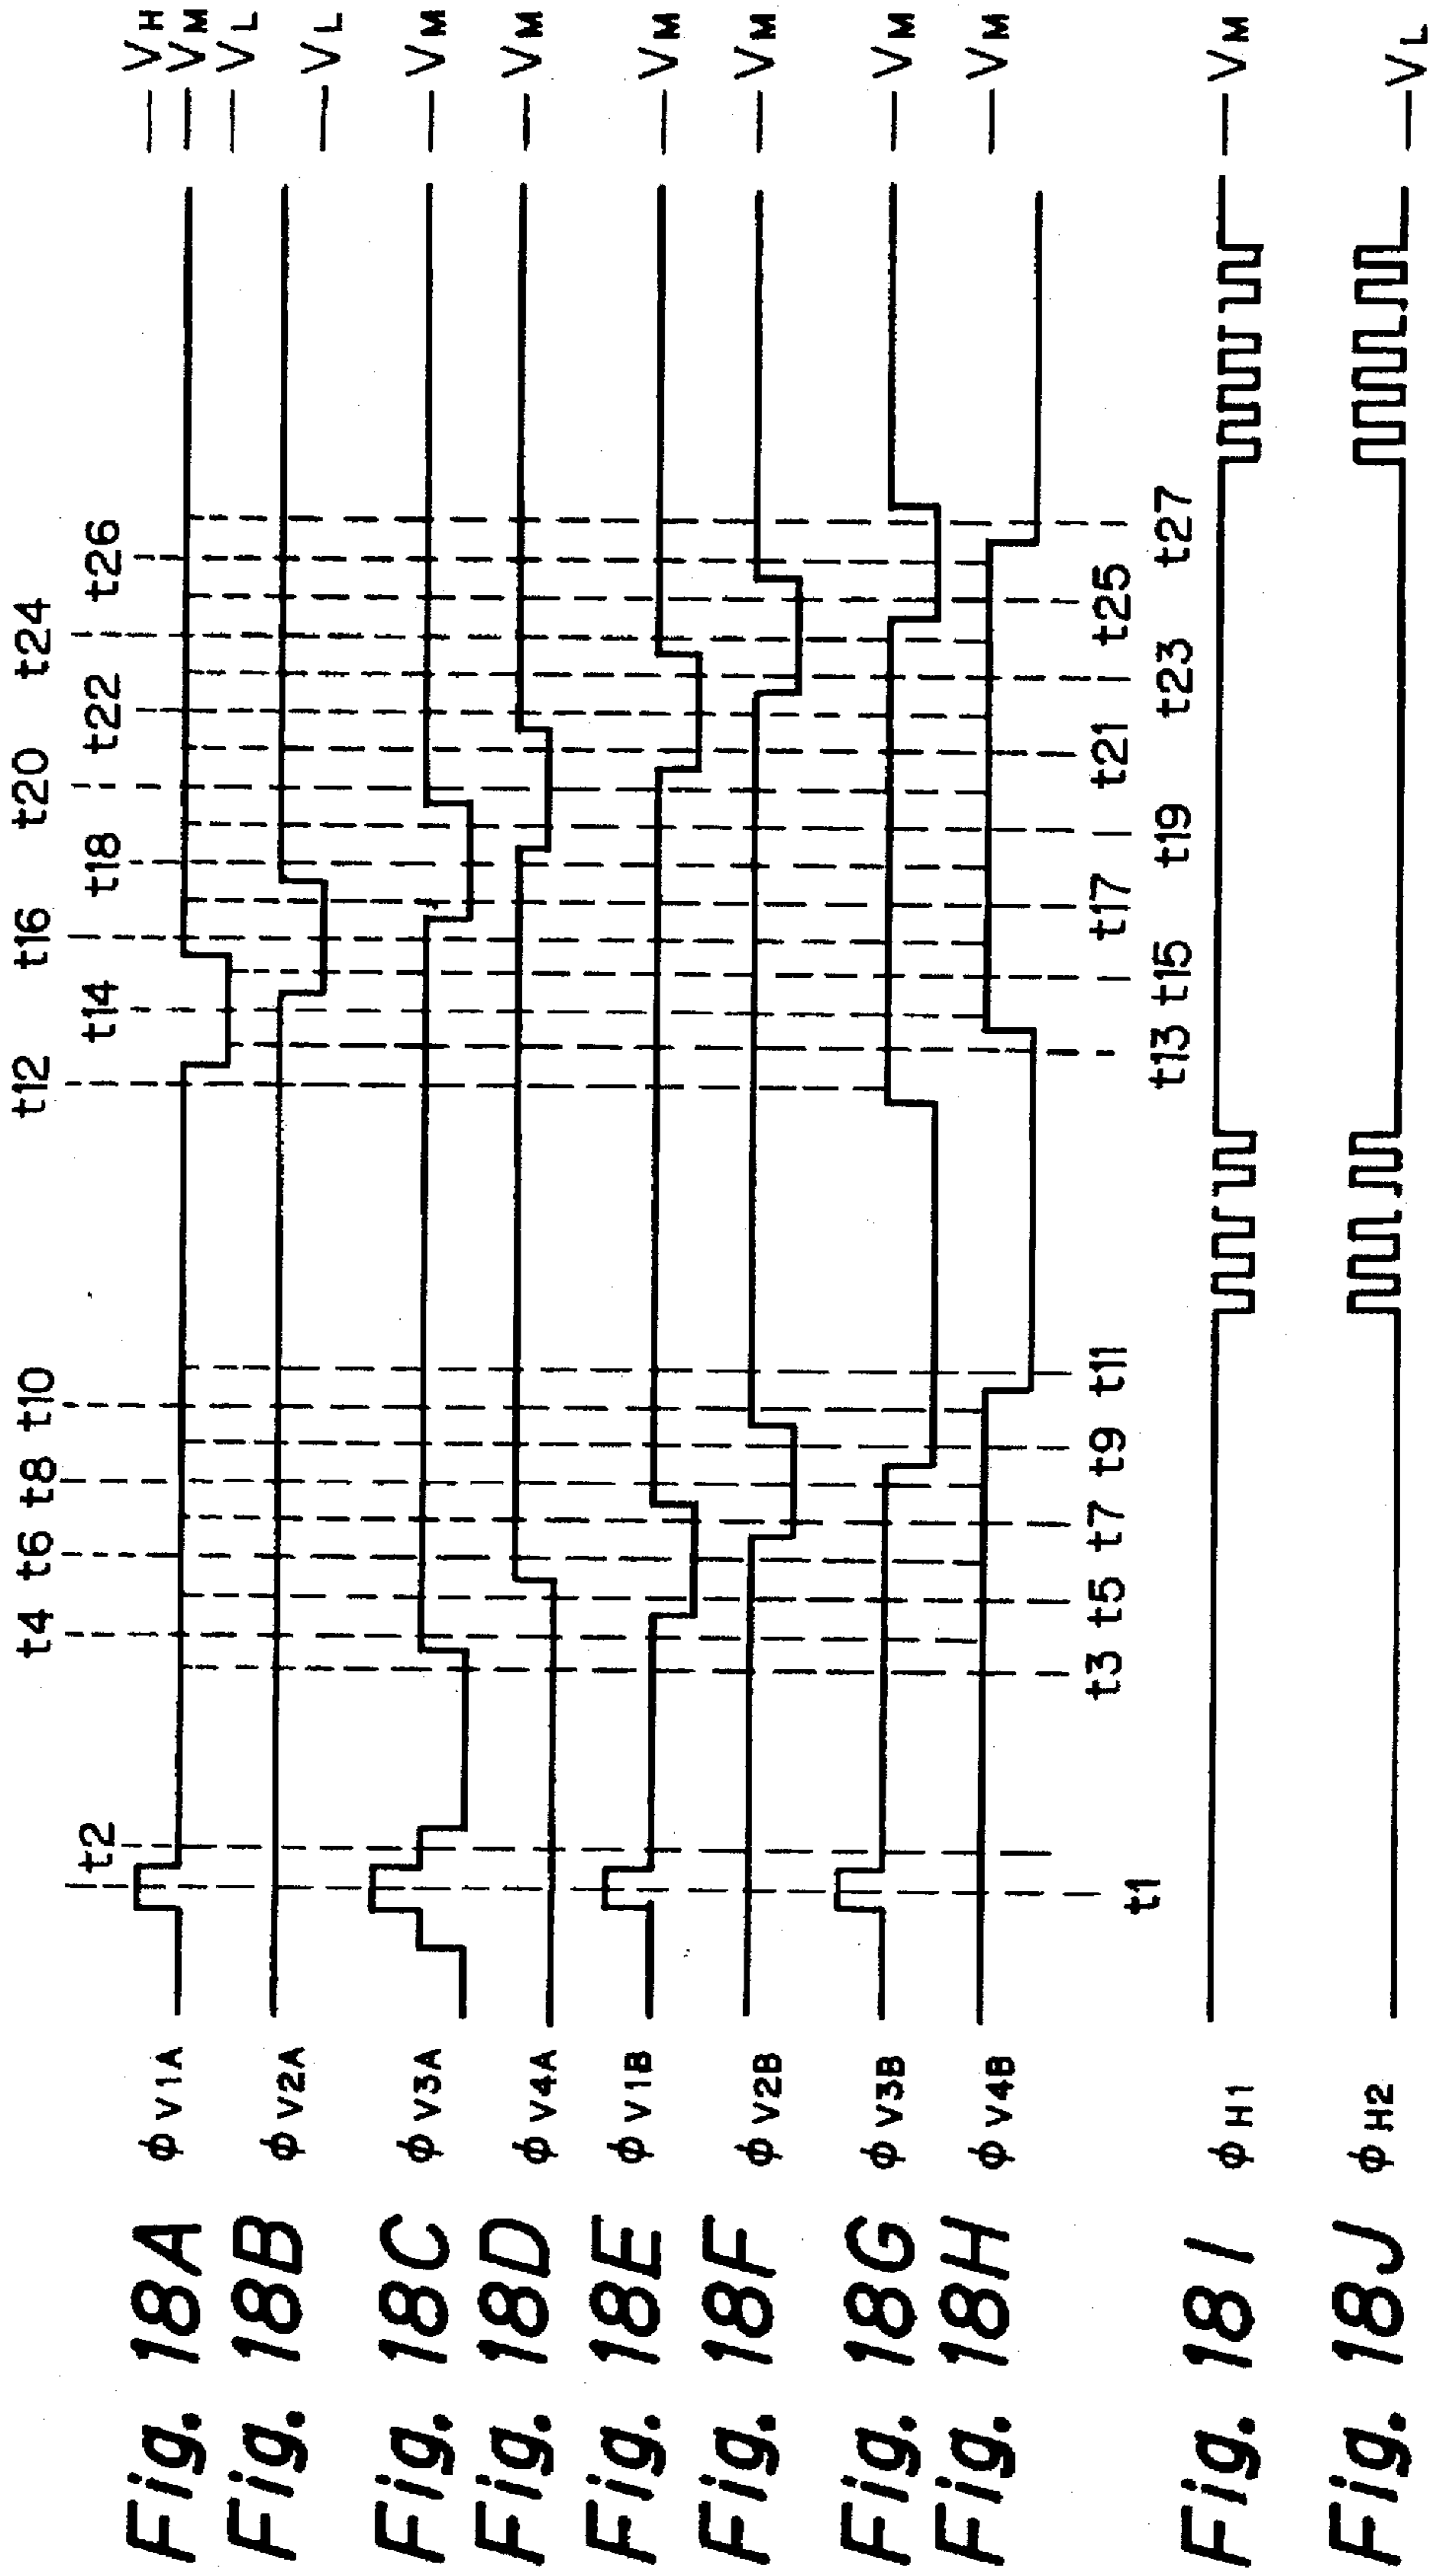 t4 t6 t8 t10 t12 t16 t20 t24
t2 t14 t18 t22 t26
Fig. 18A φV1A VH
VM
VL
Fig. 18B φV2A VL
Fig. 18C φV3A VM
Fig. 18D φV4A VM
Fig. 18E φV1B VM
Fig. 18F φV2B VM
Fig. 18G φV3B VM
Fig. 18H φV4B VM
t3 t5 t7 t9 t11 t17 t21 t25
t1 t13 t15 t19 t23 t27
Fig. 18I φH1 VM
Fig. 18J φH2 VL